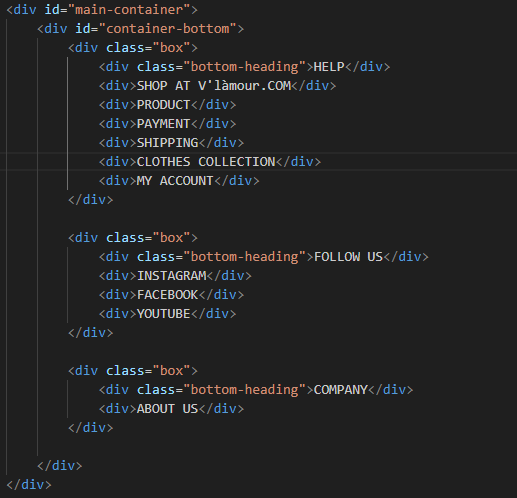 <div id="main-container">
<div id="container-bottom">
<div class="box">
<div class="bottom-heading">HELP</div>
<div>SHOP AT V'làmour.COM</div>
<div>PRODUCT</div>
<div>PAYMENT</div>
<div>SHIPPING</div>
<div>CLOTHES COLLECTION</div>
<div>MY ACCOUNT</div>
</div>
<div class="box">
<div class="bottom-heading">FOLLOW US</div>
<div>INSTAGRAM</div>
<div>FACEBOOK</div>
<div>YOUTUBE</div>
</div>
<div class="box">
<div class="bottom-heading">COMPANY</div>
<div>ABOUT US</div>
</div>
</div>
</div>